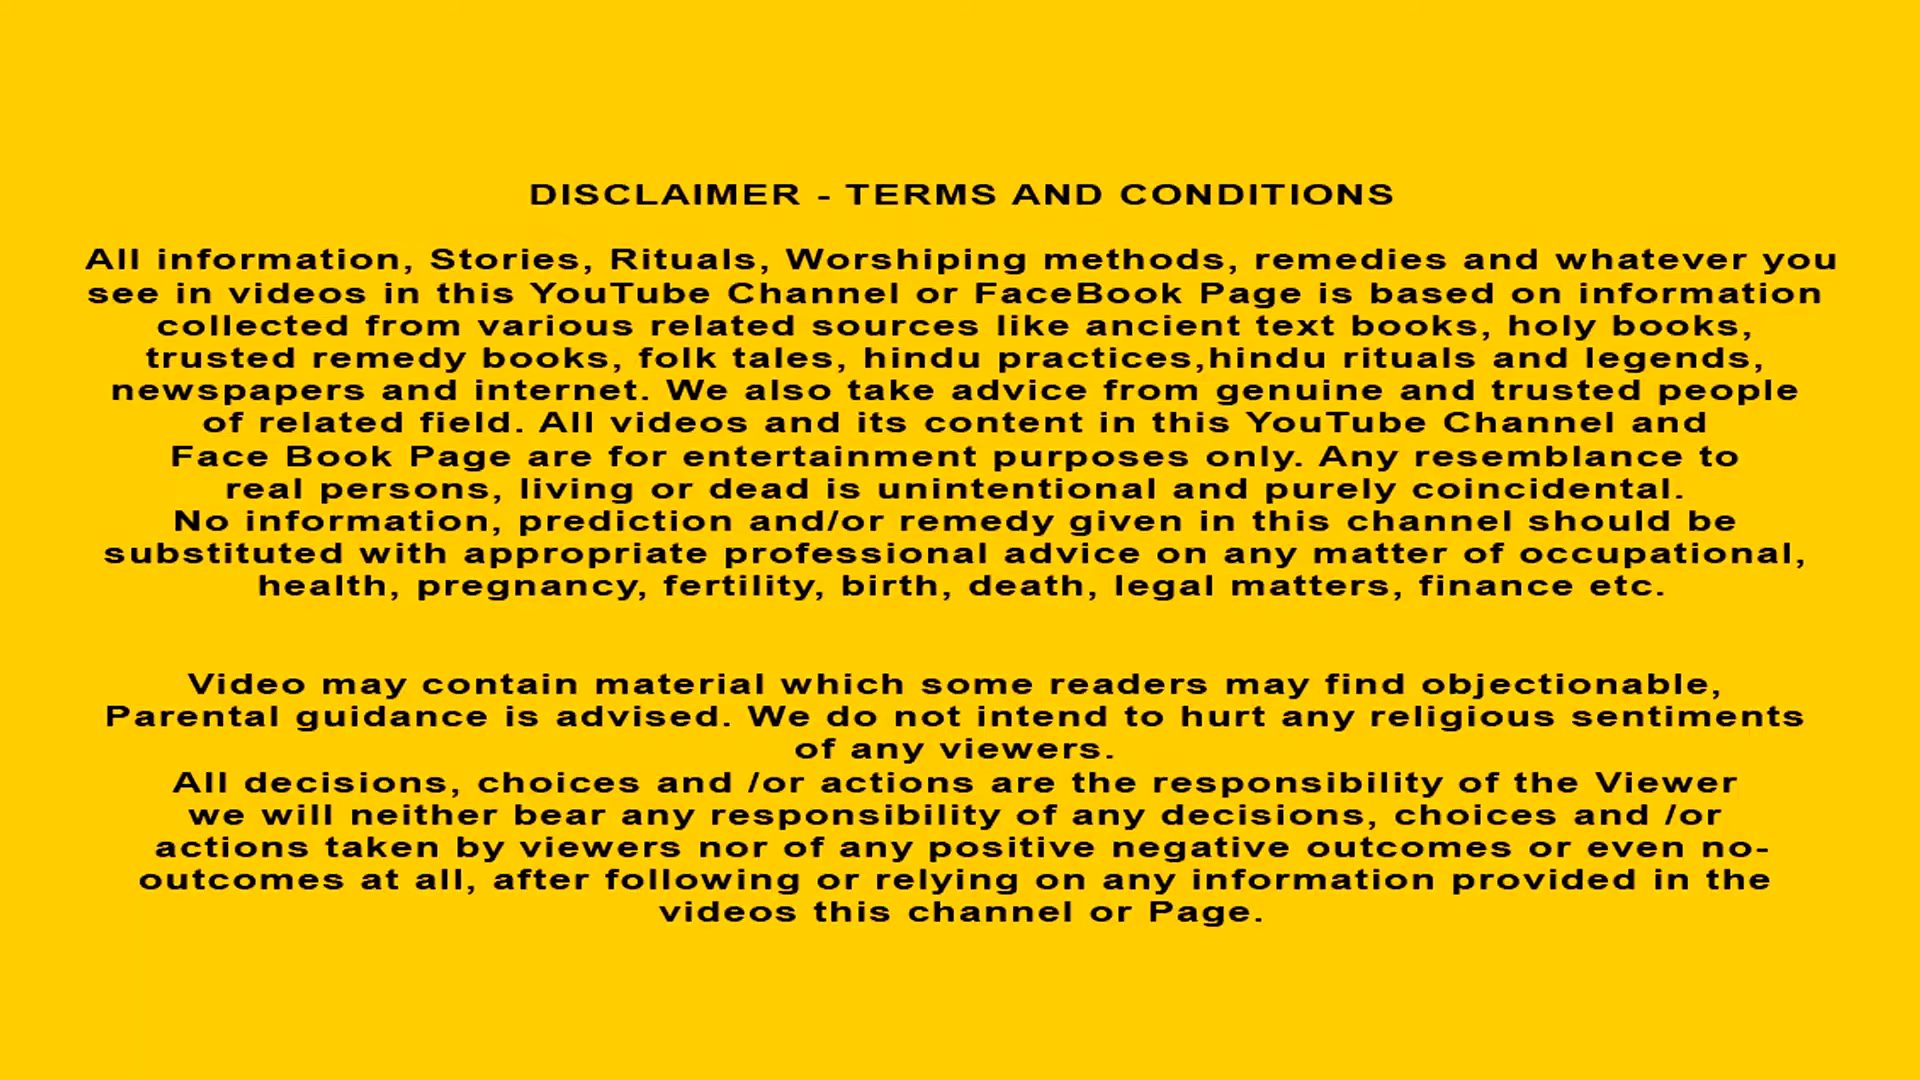 DISCLAIMER - TERMS AND CONDITIONS
All information, Stories, Rituals, Worshiping methods, remedies and whatever you
see in videos in this YouTube Channel or FaceBook Page is based on information
collected from various related sources like ancient text books, holy books,
trusted remedy books, folk tales, hindu practices,hindu rituals and legends,
newspapers and internet. We also take advice from genuine and trusted people
of related field. All videos and its content in this YouTube Channel and
Face Book Page are for entertainment purposes only. Any resemblance to
real persons, living or dead is unintentional and purely coincidental.
No information, prediction and/or remedy given in this channel should be
substituted with appropriate professional advice on any matter of occupational,
health, pregnancy, fertility, birth, death, legal matters, finance etc.
Video may contain material which some readers may find objectionable,
Parental guidance is advised. We do not intend to hurt any religious sentiments
of any viewers.
All decisions, choices and /or actions are the responsibility of the Viewer
we will neither bear any responsibility of any decisions, choices and /or
actions taken by viewers nor of any positive negative outcomes or even no-
outcomes at all, after following or relying on any information provided in the
videos this channel or Page.